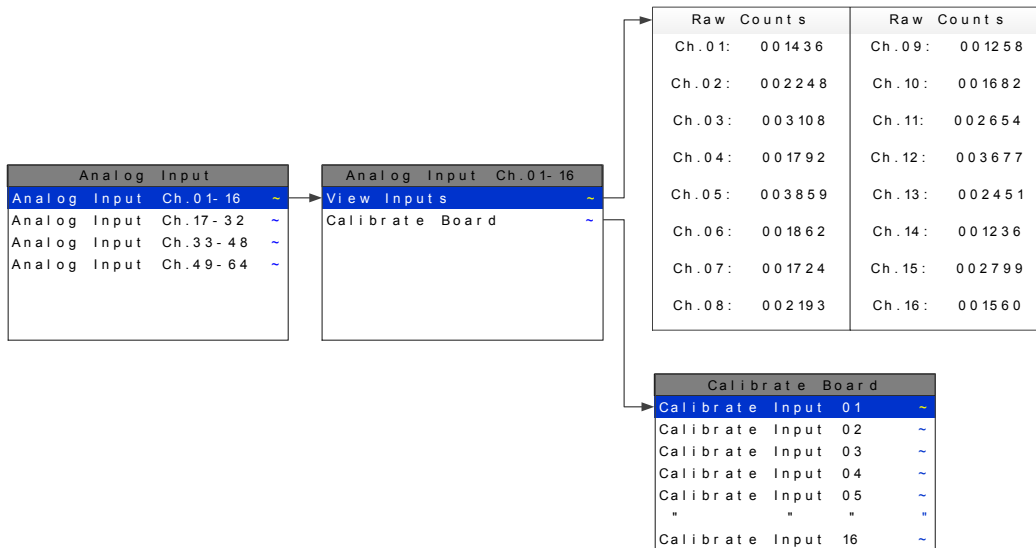 Analog Input
Analog Input Ch.01-16 ~
Analog Input Ch.17-32 ~
Analog Input Ch.33-48 ~
Analog Input Ch.49-64 ~
Analog Input Ch.01-16
View Inputs ~
Calibrate Board ~
Raw Counts Raw Counts
Ch.01: 001436 Ch.09: 001258
Ch.02: 002248 Ch.10: 001682
Ch.03: 003108 Ch.11: 002654
Ch.04: 001792 Ch.12: 003677
Ch.05: 003859 Ch.13: 002451
Ch.06: 001862 Ch.14: 001236
Ch.07: 001724 Ch.15: 002799
Ch.08: 002193 Ch.16: 001560
Calibrate Board
Calibrate Input 01 ~
Calibrate Input 02 ~
Calibrate Input 03 ~
Calibrate Input 04 ~
Calibrate Input 05 ~
" " " "
Calibrate Input 16 ~